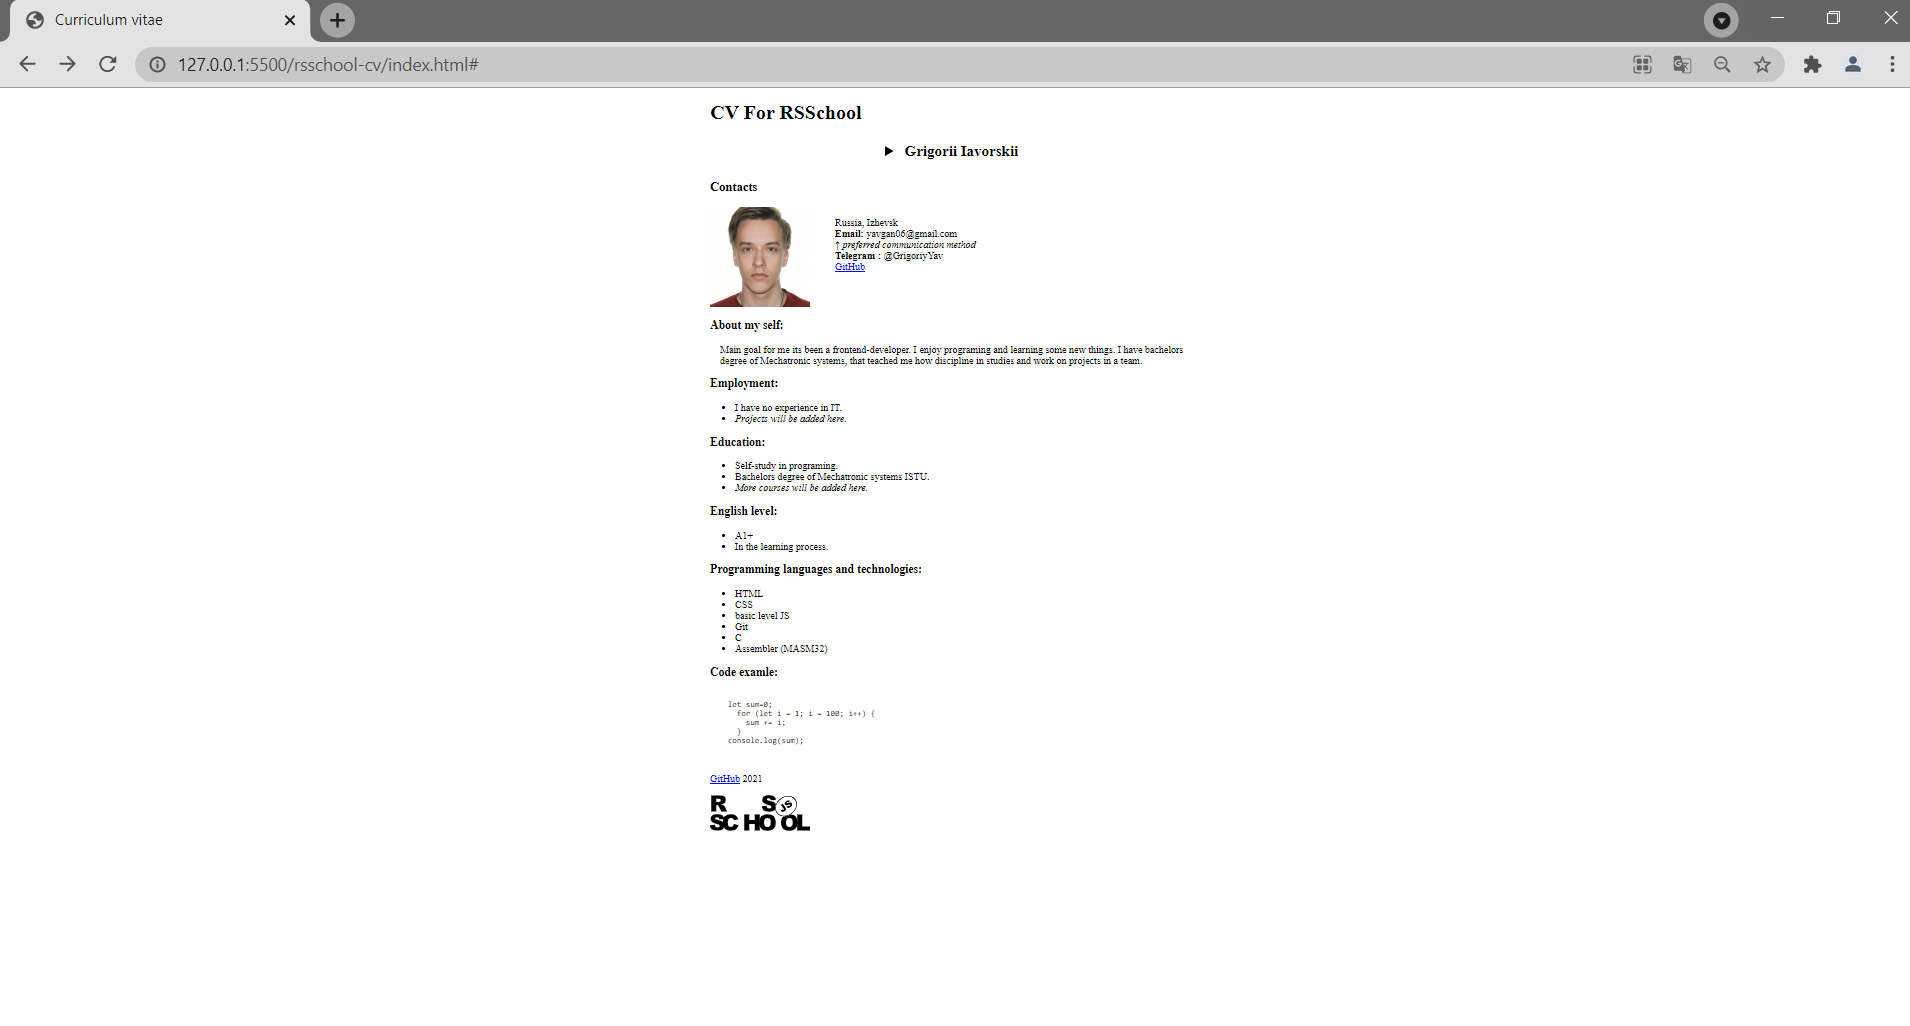 Curriculum vitae
127.0.0.1:5500/rsschool-cv/index.html#
CV For RSSchool
Grigorii Iavorskii
Contacts
Russia, Izhevsk
Email: yavgan06@gmail.com
↑ preferred communication method
Telegram : @GrigoriyYav
GitHub
About my self:
Main goal for me its been a frontend-developer. I enjoy programing and learning some new things. I have bachelors
degree of Mechatronic systems, that teached me how discipline in studies and work on projects in a team.
Employment:
• I have no experience in IT.
• Projects will be added here.
Education:
• Self-study in programing.
• Bachelors degree of Mechatronic systems ISTU.
• More courses will be added here.
English level:
• A1+
• In the learning process.
Programming languages and technologies:
• HTML
• CSS
• basic level JS
• Git
• C
• Assembler (MASM32)
Code examle:
let sum=0;
for (let i = 1; i = 100; i++) {
sum += i;
}
console.log(sum);
GitHub 2021
R S JS
SCHOOL